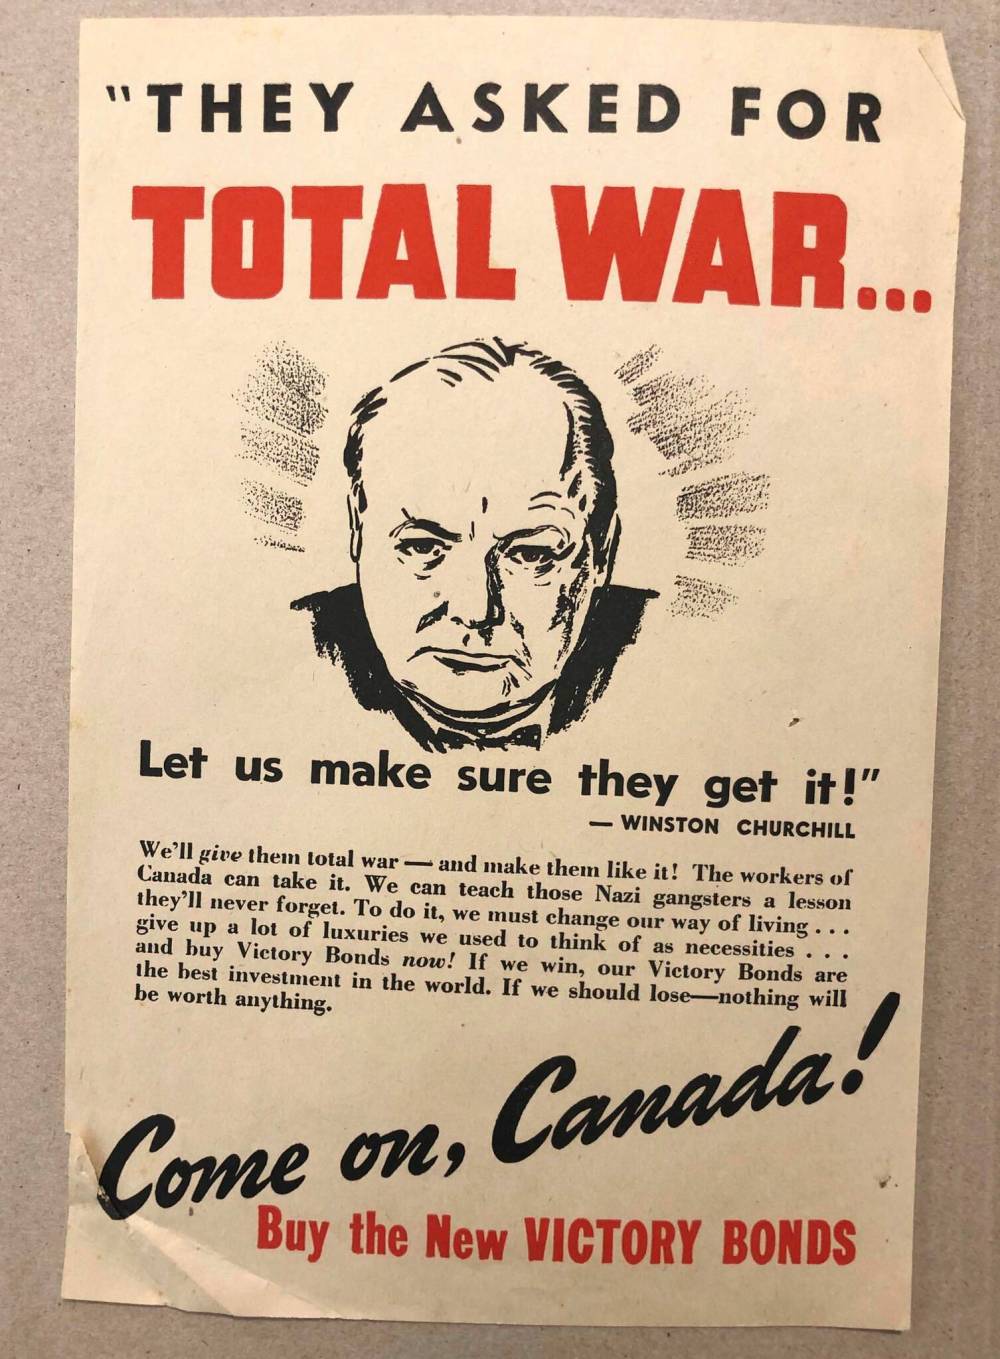 "THEY ASKED FOR
TOTAL WAR...
Let us make sure they get it!"
— WINSTON CHURCHILL
We'll give them total war — and make them like it! The workers of
Canada can take it. We can teach those Nazi gangsters a lesson
they'll never forget. To do it, we must change our way of living . . .
give up a lot of luxuries we used to think of as necessities . . .
and buy Victory Bonds now! If we win, our Victory Bonds are
the best investment in the world. If we should lose—nothing will
be worth anything.
Come on, Canada!
Buy the New VICTORY BONDS